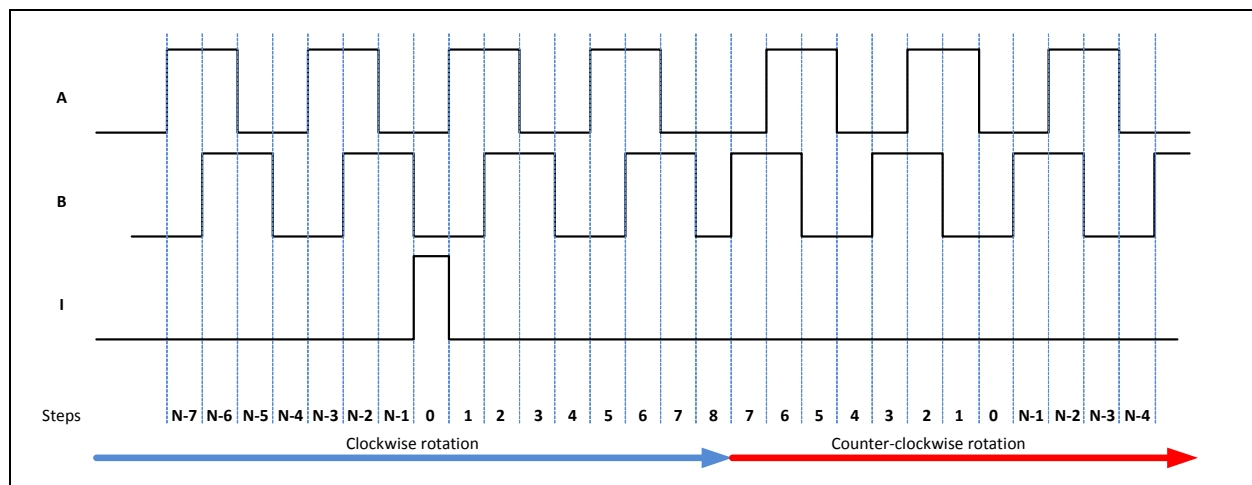 A
B
I
Steps N-7 N-6 N-5 N-4 N-3 N-2 N-1 0 1 2 3 4 5 6 7 8 7 6 5 4 3 2 1 0 N-1 N-2 N-3 N-4
Clockwise rotation Counter-clockwise rotation